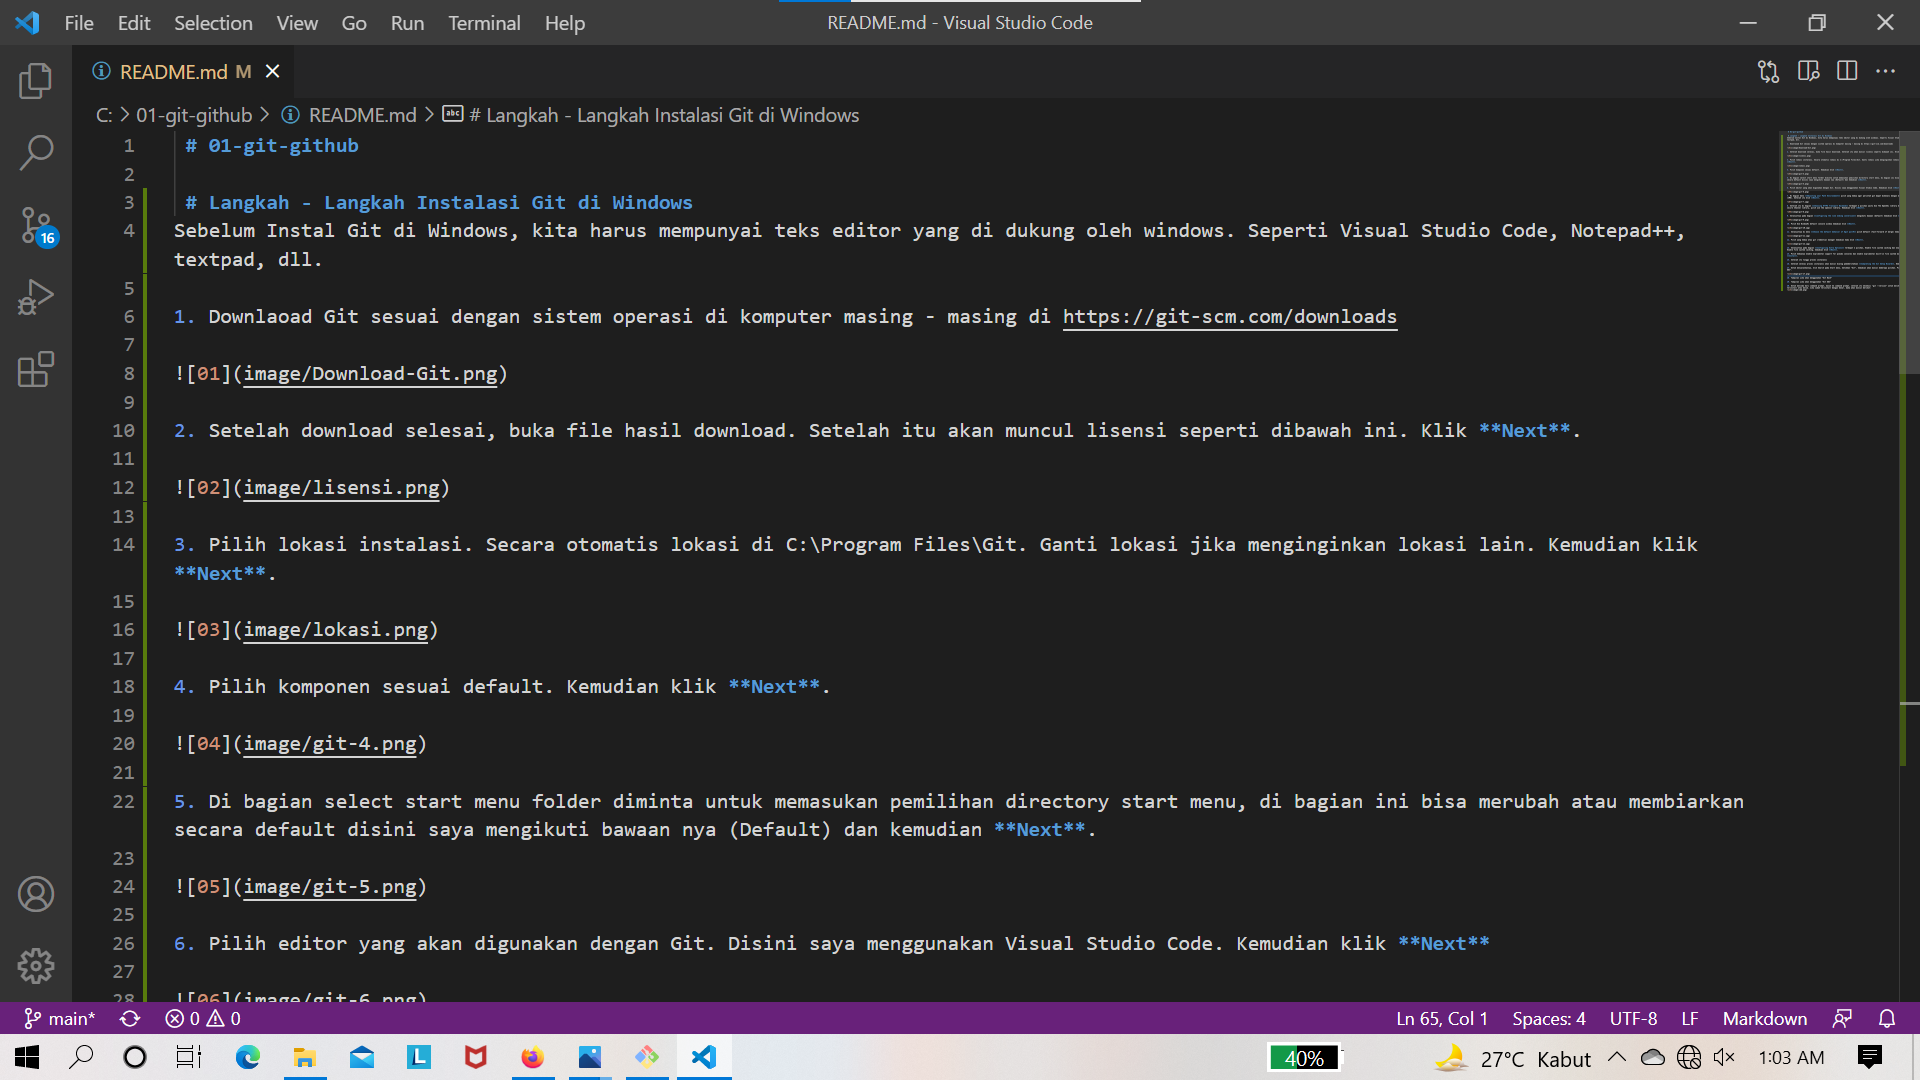 File Edit Selection View Go Run Terminal Help README.md - Visual Studio Code
README.md M
C: > 01-git-github > README.md > # Langkah - Langkah Instalasi Git di Windows
1 # 01-git-github
2
3 # Langkah - Langkah Instalasi Git di Windows
4 Sebelum Instal Git di Windows, kita harus mempunyai teks editor yang di dukung oleh windows. Seperti Visual Studio Code, Notepad++,
textpad, dll.
5
6 1. Downlaoad Git sesuai dengan sistem operasi di komputer masing - masing di https://git-scm.com/downloads
7
8 ![01](image/Download-Git.png)
9
10 2. Setelah download selesai, buka file hasil download. Setelah itu akan muncul lisensi seperti dibawah ini. Klik **Next**.
11
12 ![02](image/lisensi.png)
13
14 3. Pilih lokasi instalasi. Secara otomatis lokasi di C:\Program Files\Git. Ganti lokasi jika menginginkan lokasi lain. Kemudian klik
**Next**.
15
16 ![03](image/lokasi.png)
17
18 4. Pilih komponen sesuai default. Kemudian klik **Next**.
19
20 ![04](image/git-4.png)
21
22 5. Di bagian select start menu folder diminta untuk memasukan pemilihan directory start menu, di bagian ini bisa merubah atau membiarkan
secara default disini saya mengikuti bawaan nya (Default) dan kemudian **Next**.
23
24 ![05](image/git-5.png)
25
26 6. Pilih editor yang akan digunakan dengan Git. Disini saya menggunakan Visual Studio Code. Kemudian klik **Next**
27
28 ![06](image/git-6.png)
16
main* 0 0 Ln 65, Col 1 Spaces: 4 UTF-8 LF Markdown
40% 27°C Kabut 1:03 AM